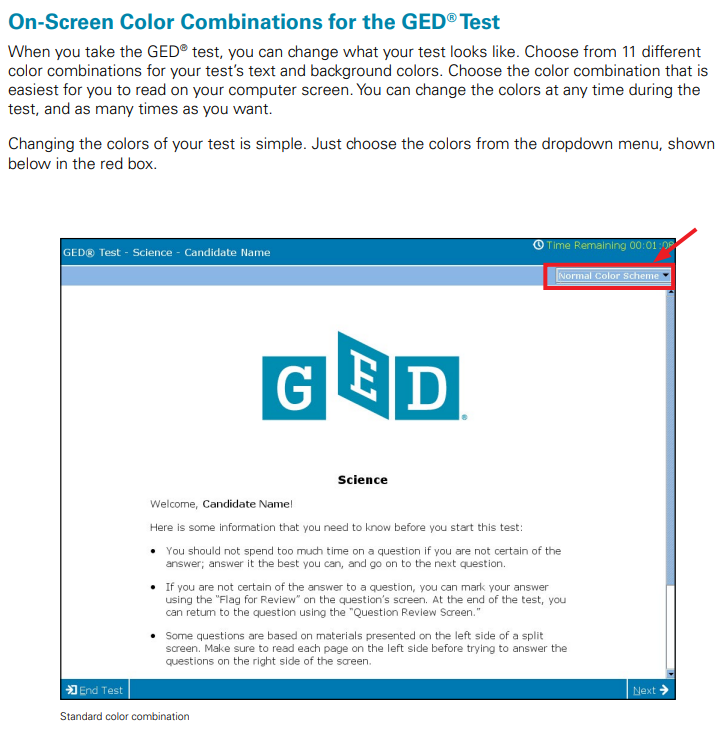 On-Screen Color Combinations for the GED® Test
When you take the GED® test, you can change what your test looks like. Choose from 11 different
color combinations for your test’s text and background colors. Choose the color combination that is
easiest for you to read on your computer screen. You can change the colors at any time during the
test, and as many times as you want.
Changing the colors of your test is simple. Just choose the colors from the dropdown menu, shown
below in the red box.
GED® Test - Science - Candidate Name
Time Remaining 00:01:
Normal Color Scheme
GED®
Science
Welcome, Candidate Name!
Here is some information that you need to know before you start this test:
• You should not spend too much time on a question if you are not certain of the
answer; answer it the best you can, and go on to the next question.
• If you are not certain of the answer to a question, you can mark your answer
using the “Flag for Review” on the question’s screen. At the end of the test, you
can return to the question using the “Question Review Screen.”
• Some questions are based on materials presented on the left side of a split
screen. Make sure to read each page on the left side before trying to answer the
questions on the right side of the screen.
End Test
Next
Standard color combination